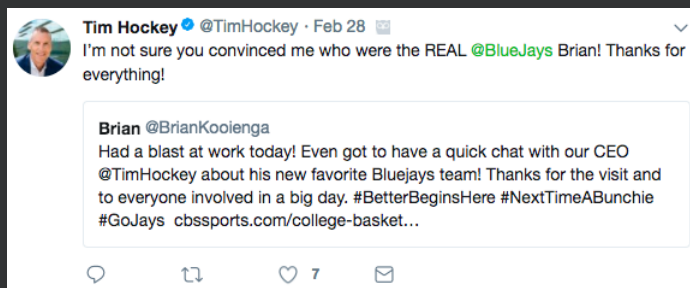 Tim Hockey @TimHockey · Feb 28
I'm not sure you convinced me who were the REAL @BlueJays Brian! Thanks for
everything!
Brian @BrianKooienga
Had a blast at work today! Even got to have a quick chat with our CEO
@TimHockey about his new favorite Bluejays team! Thanks for the visit and
to everyone involved in a big day. #BetterBeginsHere #NextTimeABunchie
#GoJays cbssports.com/college-basket…
7